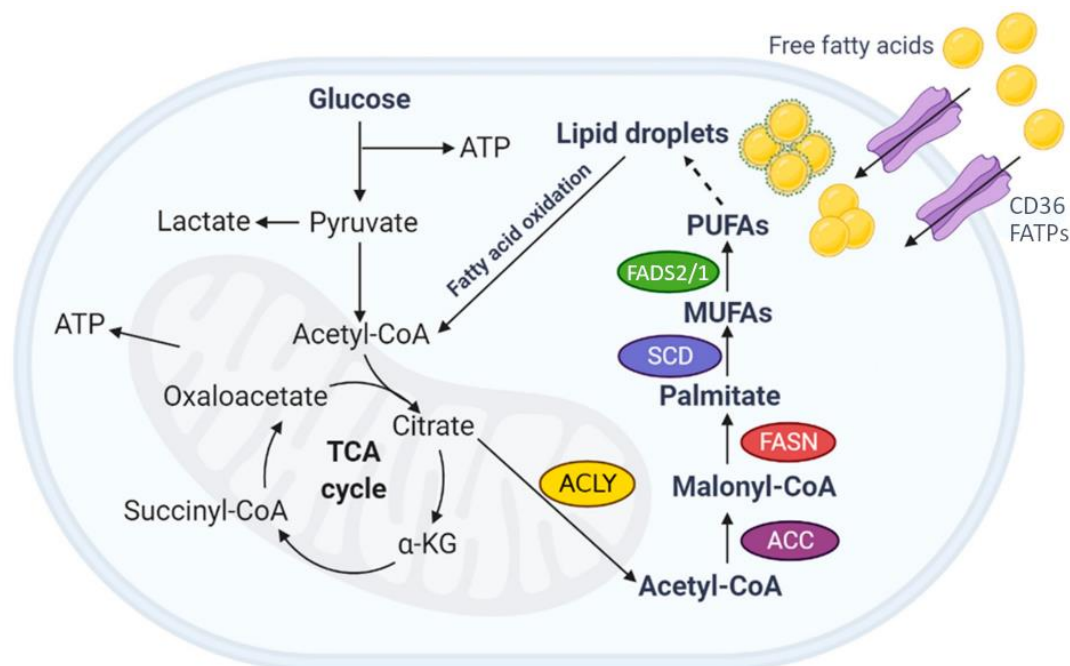 Free fatty acids
Glucose
Lipid droplets
ATP
CD36
FATPs
Lactate
Pyruvate
Fatty acid oxidation
PUFAs
FADS2/1
MUFAs
ATP
Acetyl-CoA
SCD
Oxaloacetate
Palmitate
Citrate
FASN
TCA
cycle
ACLY
Malonyl-CoA
Succinyl-CoA
α-KG
ACC
Acetyl-CoA